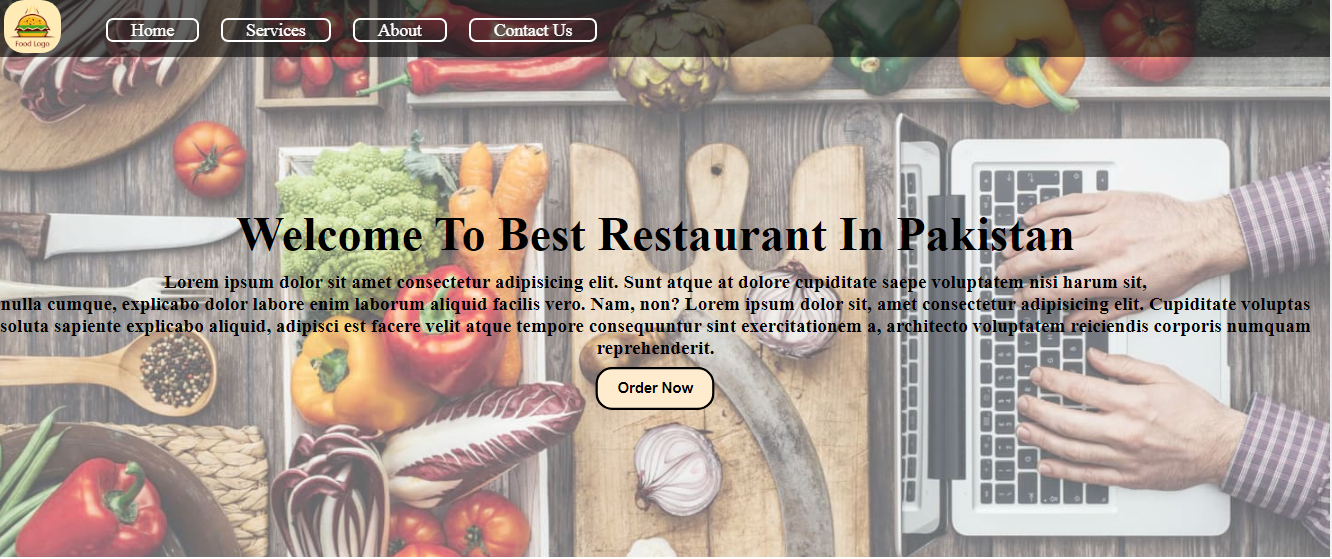 Food Logo
Home
Services
About
Contact Us
Welcome To Best Restaurant In Pakistan
Lorem ipsum dolor sit amet consectetur adipisicing elit. Sunt atque at dolore cupiditate saepe voluptatem nisi harum sit,
nulla cumque, explicabo dolor labore enim laborum aliquid facilis vero. Nam, non? Lorem ipsum dolor sit, amet consectetur adipisicing elit. Cupiditate voluptas
soluta sapiente explicabo aliquid, adipisci est facere velit atque tempore consequuntur sint exercitationem a, architecto voluptatem reiciendis corporis numquam
reprehenderit.
Order Now